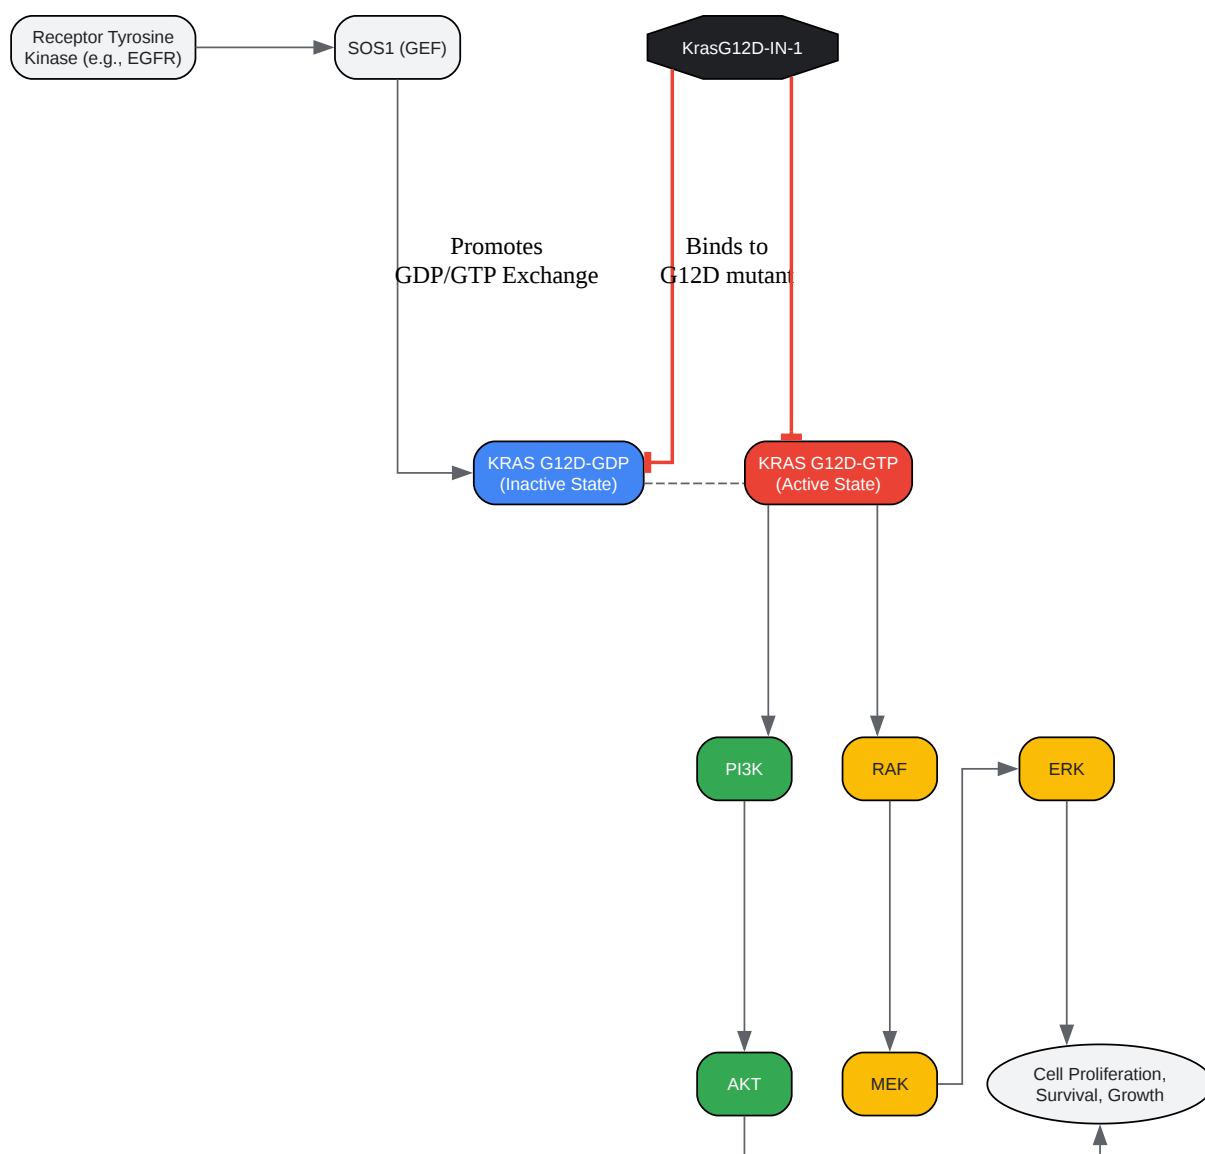 Receptor Tyrosine
Kinase (e.g., EGFR)
SOS1 (GEF)
KrasG12D-IN-1
Promotes
GDP/GTP Exchange
Binds to
G12D mutant
KRAS G12D-GDP
(Inactive State)
KRAS G12D-GTP
(Active State)
PI3K
RAF
ERK
AKT
MEK
Cell Proliferation,
Survival, Growth